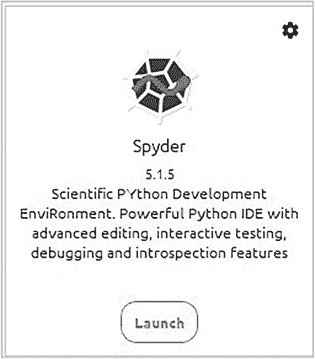 Spyder
5.1.5
Scientific PYthon Development
EnviRonment. Powerful Python IDE with
advanced editing, interactive testing,
debugging and introspection features
Launch